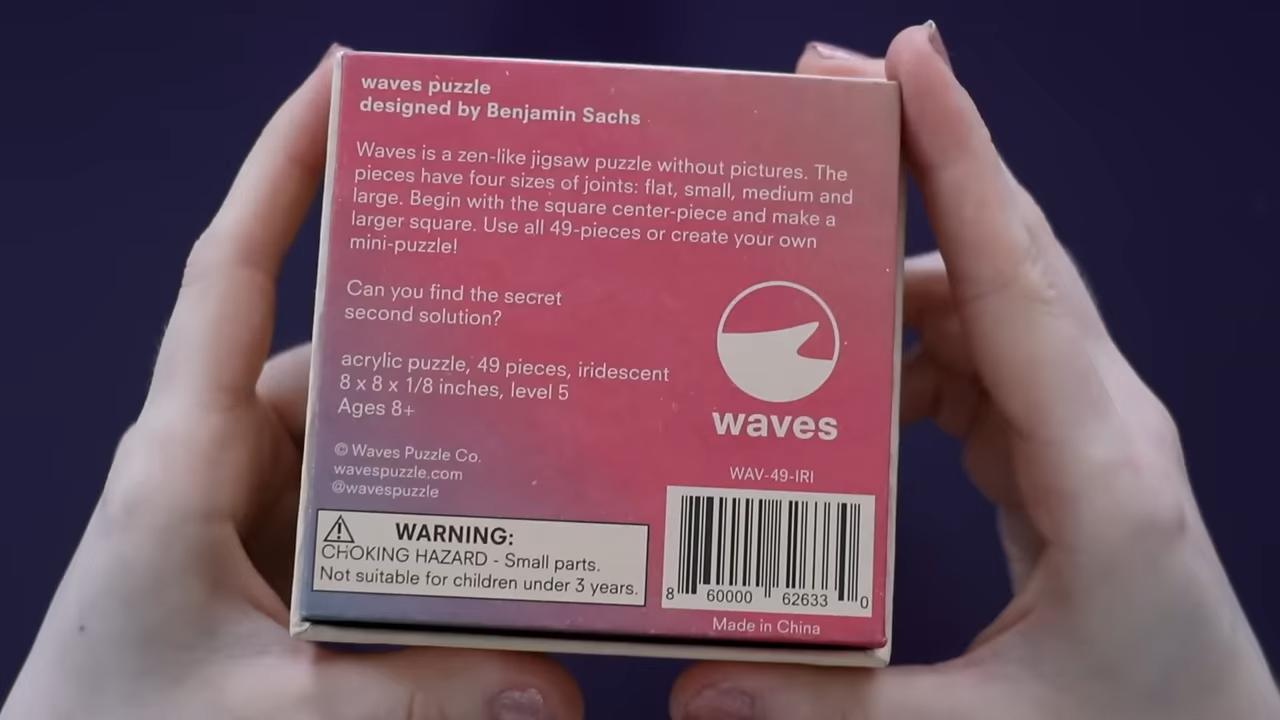 waves puzzle
designed by Benjamin Sachs
Waves is a zen-like jigsaw puzzle without pictures. The
pieces have four sizes of joints: flat, small, medium and
large. Begin with the square center-piece and make a
larger square. Use all 49-pieces or create your own
mini-puzzle!
Can you find the secret
second solution?
acrylic puzzle, 49 pieces, iridescent
8 x 8 x 1/8 inches, level 5
Ages 8+
© Waves Puzzle Co.
wavespuzzle.com
@wavespuzzle
WARNING:
CHOKING HAZARD - Small parts.
Not suitable for children under 3 years.
waves
WAV-49-IRI
8 60000 62633 0
Made in China